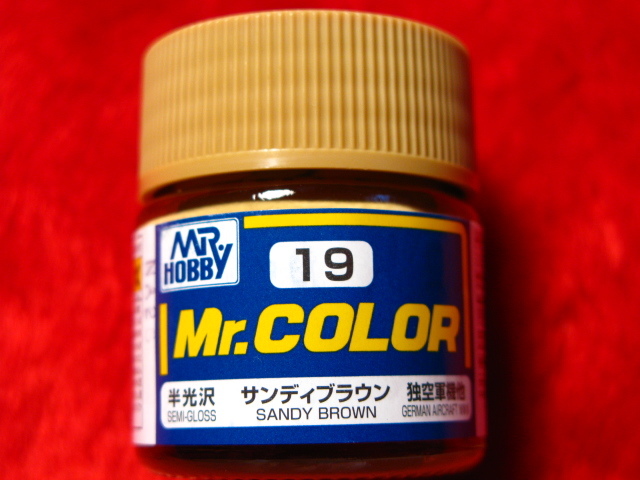 MR.
HOBBY
19
Mr.COLOR
半光沢 サンディブラウン 独空軍機他
SEMI-GLOSS SANDY BROWN GERMAN AIRCRAFT WWII